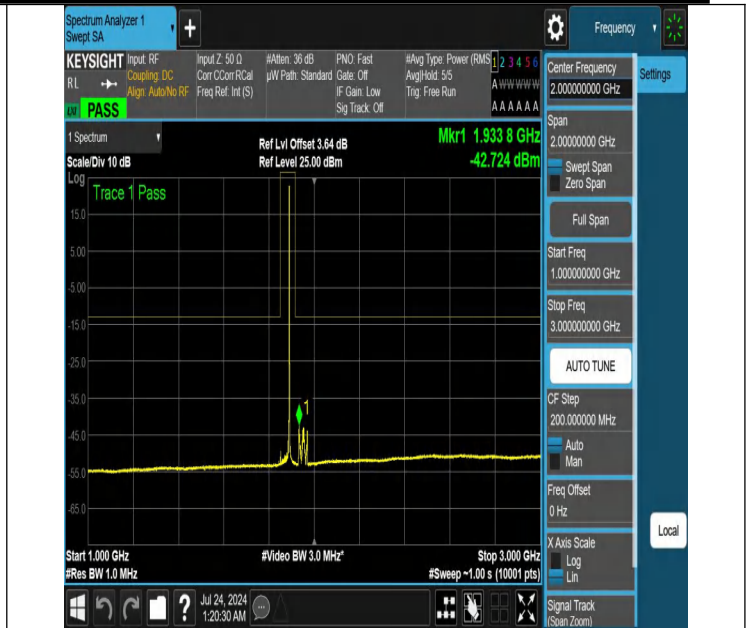 Spectrum Analyzer 1
Swept SA
+
Frequency
KEYSIGHT
RL
PASS
Input: RF
Coupling: DC
Align: Auto/No RF
Input Z: 50 Ω
Corr CCorr RCal
Freq Ref: Int (S)
#Atten: 36 dB
µW Path: Standard
PNO: Fast
Gate: Off
IF Gain: Low
Sig Track: Off
#Avg Type: Power (RMS
Avg|Hold: 5/5
Trig: Free Run
1 2 3 4 5 6
A W W W W W
A A A A A A
1 Spectrum
Scale/Div 10 dB
Ref Lvl Offset 3.64 dB
Ref Level 25.00 dBm
Mkr1 1.933 8 GHz
-42.724 dBm
Log
Trace 1 Pass
15.0
5.00
-5.00
-15.0
-25.0
-35.0
-45.0
-55.0
-65.0
1
Start 1.000 GHz
#Res BW 1.0 MHz
#Video BW 3.0 MHz*
Stop 3.000 GHz
#Sweep ~1.00 s (10001 pts)
?
Jul 24, 2024
1:20:30 AM
Center Frequency
2.000000000 GHz
Span
2.00000000 GHz
Swept Span
Zero Span
Full Span
Start Freq
1.000000000 GHz
Stop Freq
3.000000000 GHz
AUTO TUNE
CF Step
200.000000 MHz
Auto
Man
Freq Offset
0 Hz
X Axis Scale
Log
Lin
Signal Track
(Span Zoom)
Settings
Local